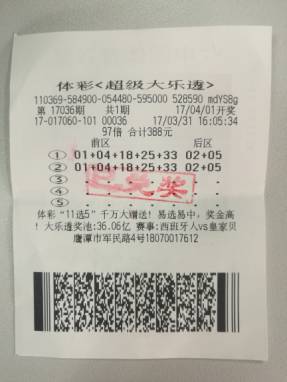 体彩<超级大乐透>
110369-584900-054480-595000 528590 mdYS8g
第 17036期 共1期 17/04/01开奖
17-017060-101 00036 17/03/31 16:05:34
97倍 合计388元
前区 后区
① 01+04+18+25+33 02+05
② 01+04+18+25+33 02+05
③
④
⑤
已兑奖
体彩"11选5"千万大赠送!易选易中,奖金高
!大乐透奖池:36.06亿 赛事:西班牙人vs皇家贝
鹰潭市军民路4号18070017612